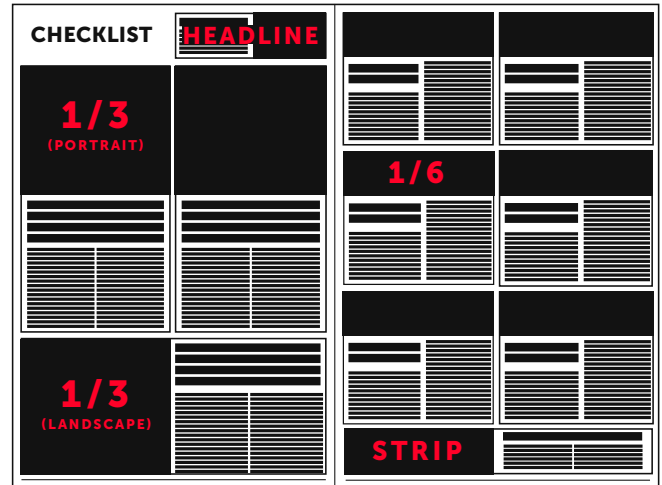 CHECKLIST
HEADLINE
1/3
(PORTRAIT)
1/3
(LANDSCAPE)
1/6
STRIP